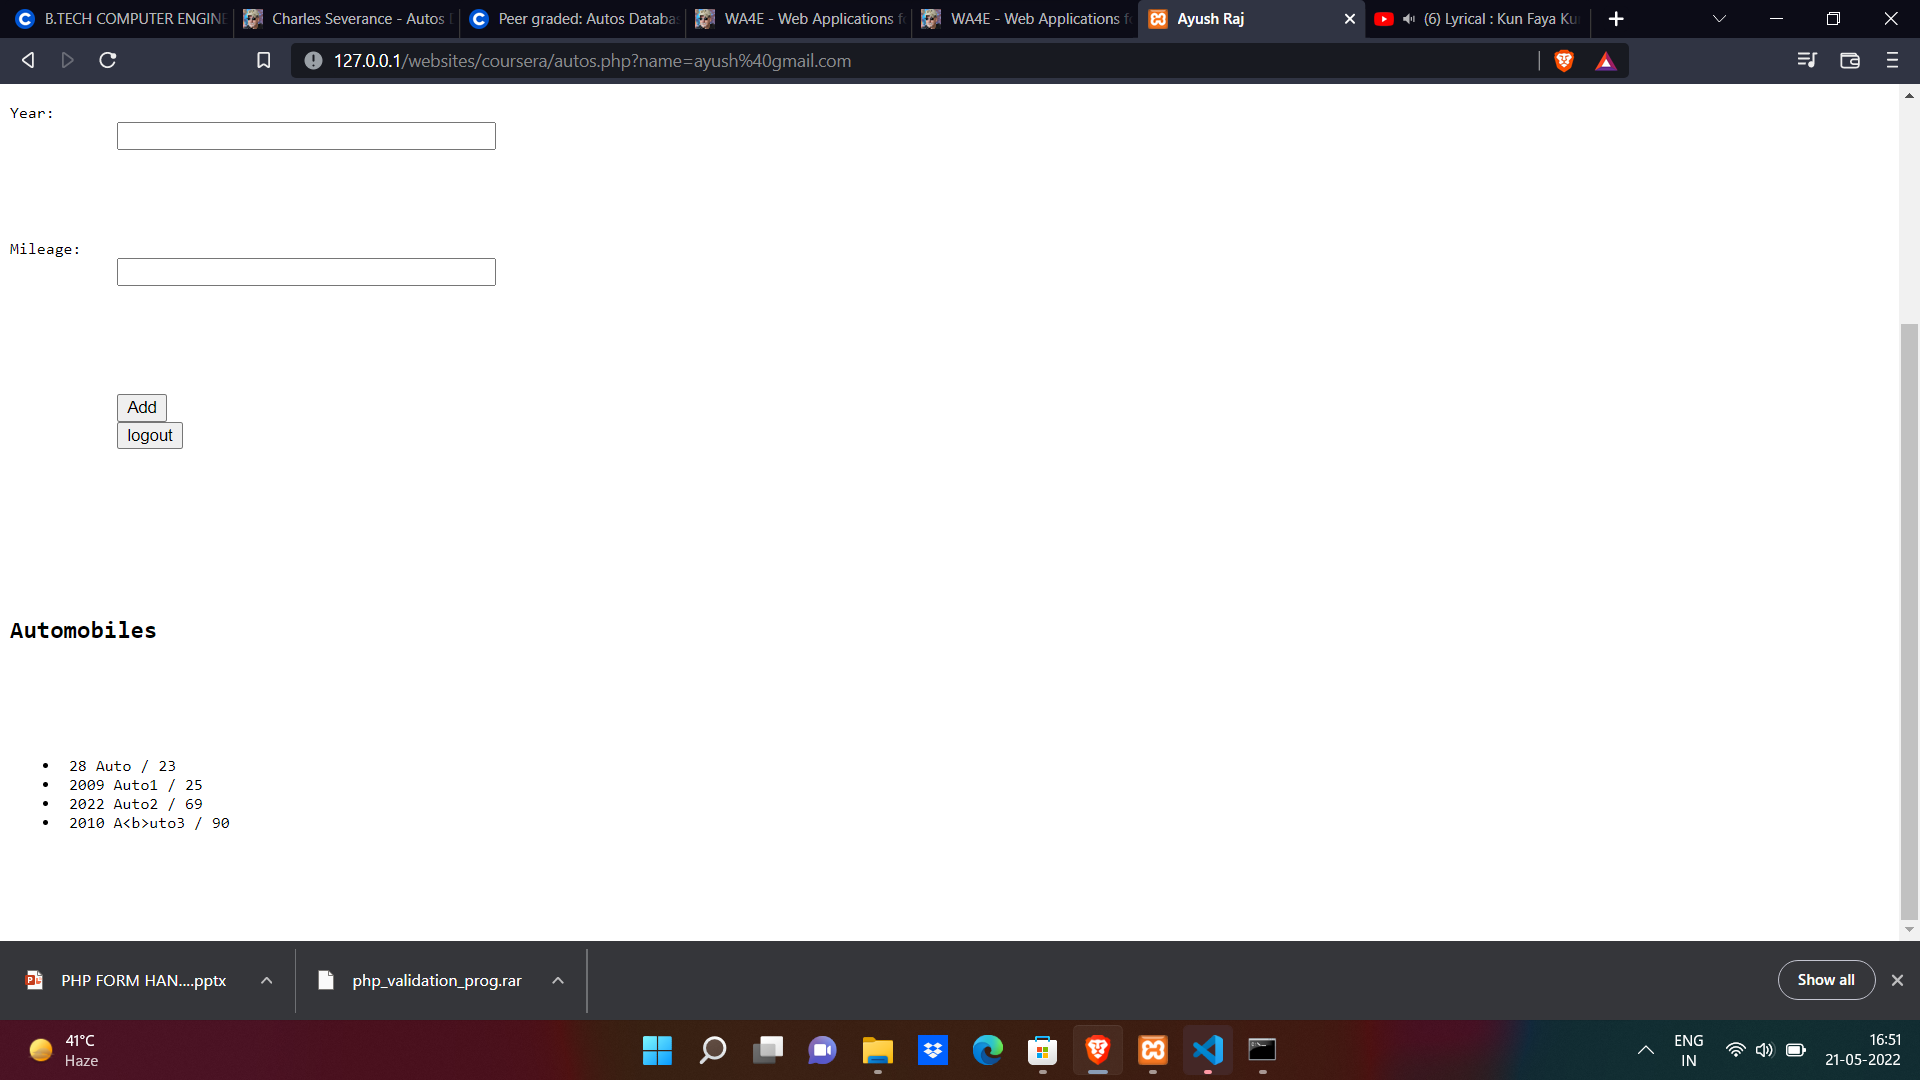 B.TECH COMPUTER ENGINE
Charles Severance - Autos
Peer graded: Autos Databas
WA4E - Web Applications f
WA4E - Web Applications f
Ayush Raj
(6) Lyrical : Kun Faya Ku
127.0.0.1/websites/coursera/autos.php?name=ayush%40gmail.com
Year:
Mileage:
Add
logout
Automobiles
• 28 Auto / 23
• 2009 Auto1 / 25
• 2022 Auto2 / 69
• 2010 A<b>uto3 / 90
PHP FORM HAN....pptx
php_validation_prog.rar
Show all
41°C
Haze
ENG
IN
16:51
21-05-2022